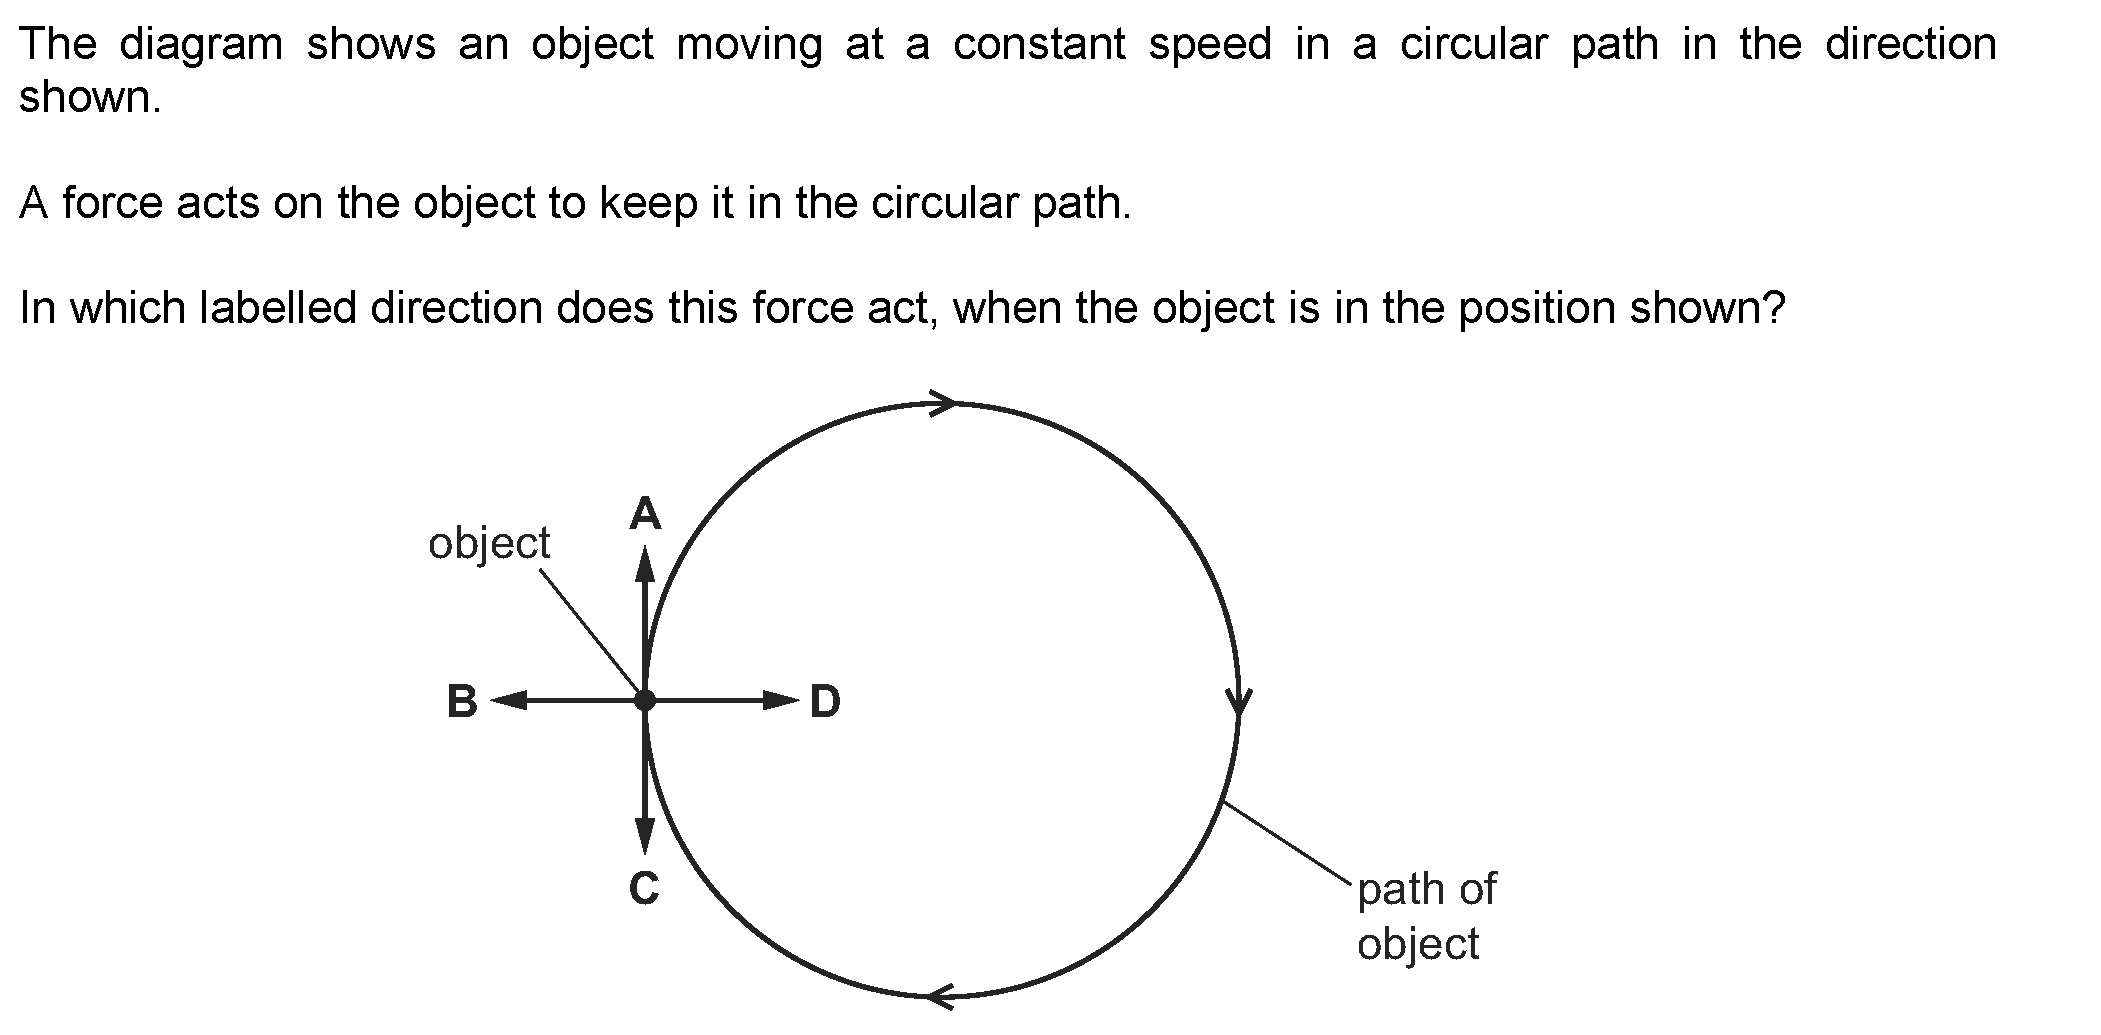 The diagram shows an object moving at a constant speed in a circular path in the direction
shown.
A force acts on the object to keep it in the circular path.
In which labelled direction does this force act, when the object is in the position shown?
A
object
B
D
C
path of
object